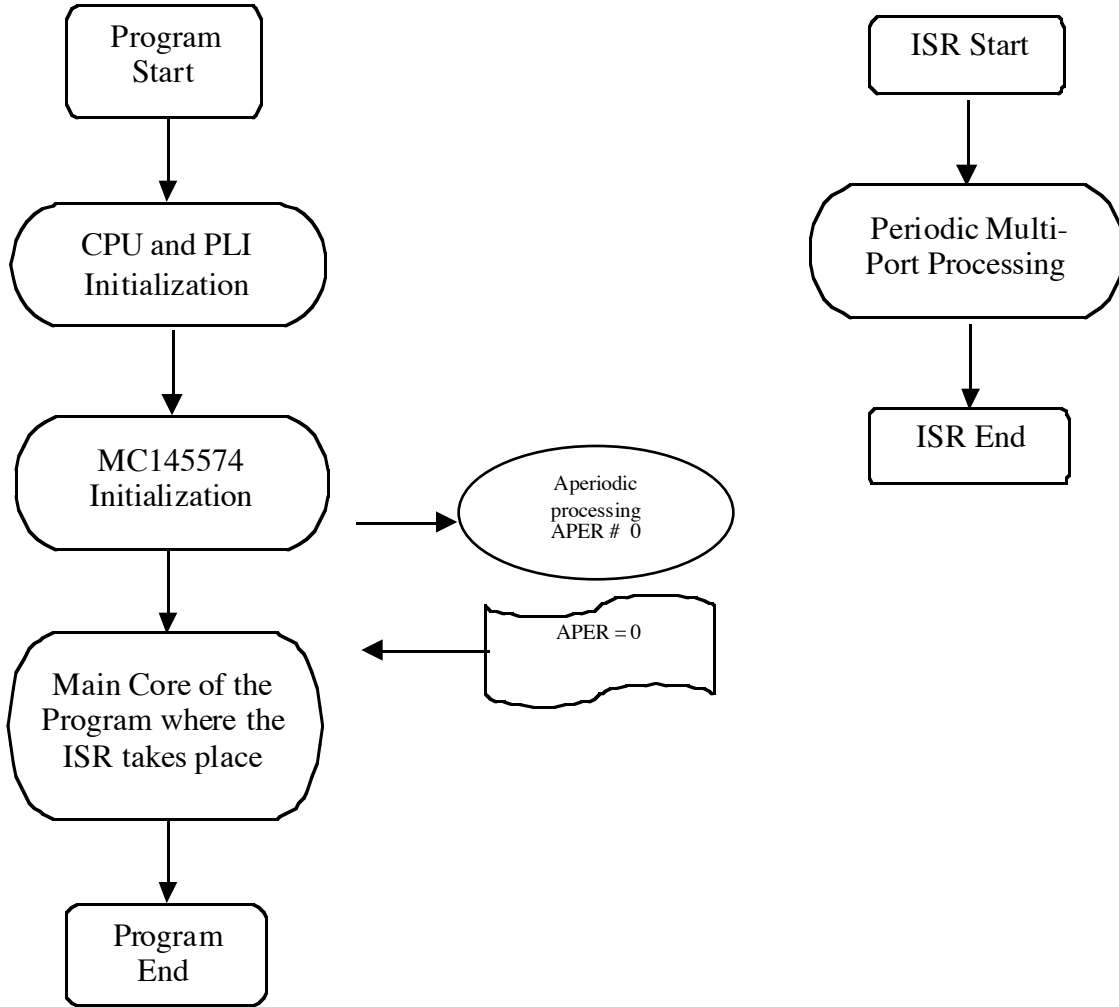 Program
Start
CPU and PLI
Initialization
MC145574
Initialization
Aperiodic
processing
APER # 0
APER = 0
Main Core of the
Program where the
ISR takes place
Program
End
ISR Start
Periodic Multi-
Port Processing
ISR End